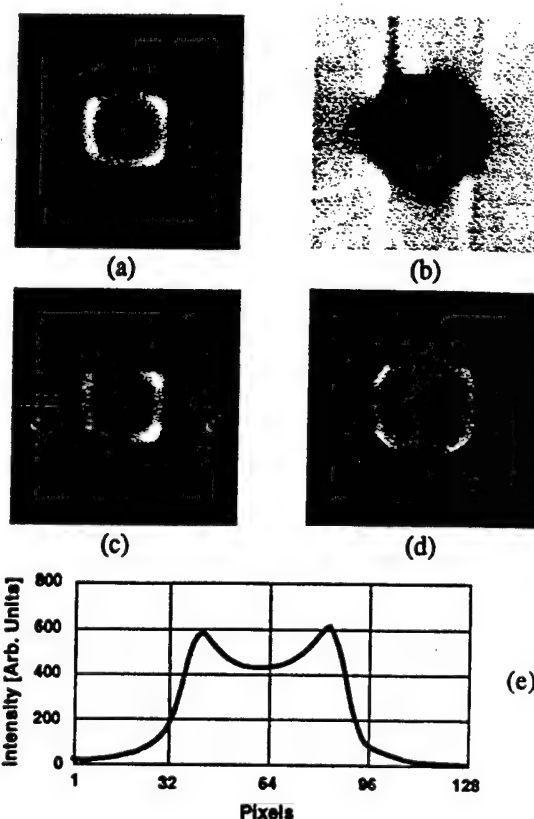 (a)
(b)
(c)
(d)
800
600
400
200
0
Intensity [Arb. Units]
(e)
1
32
64
96
128
Pixels